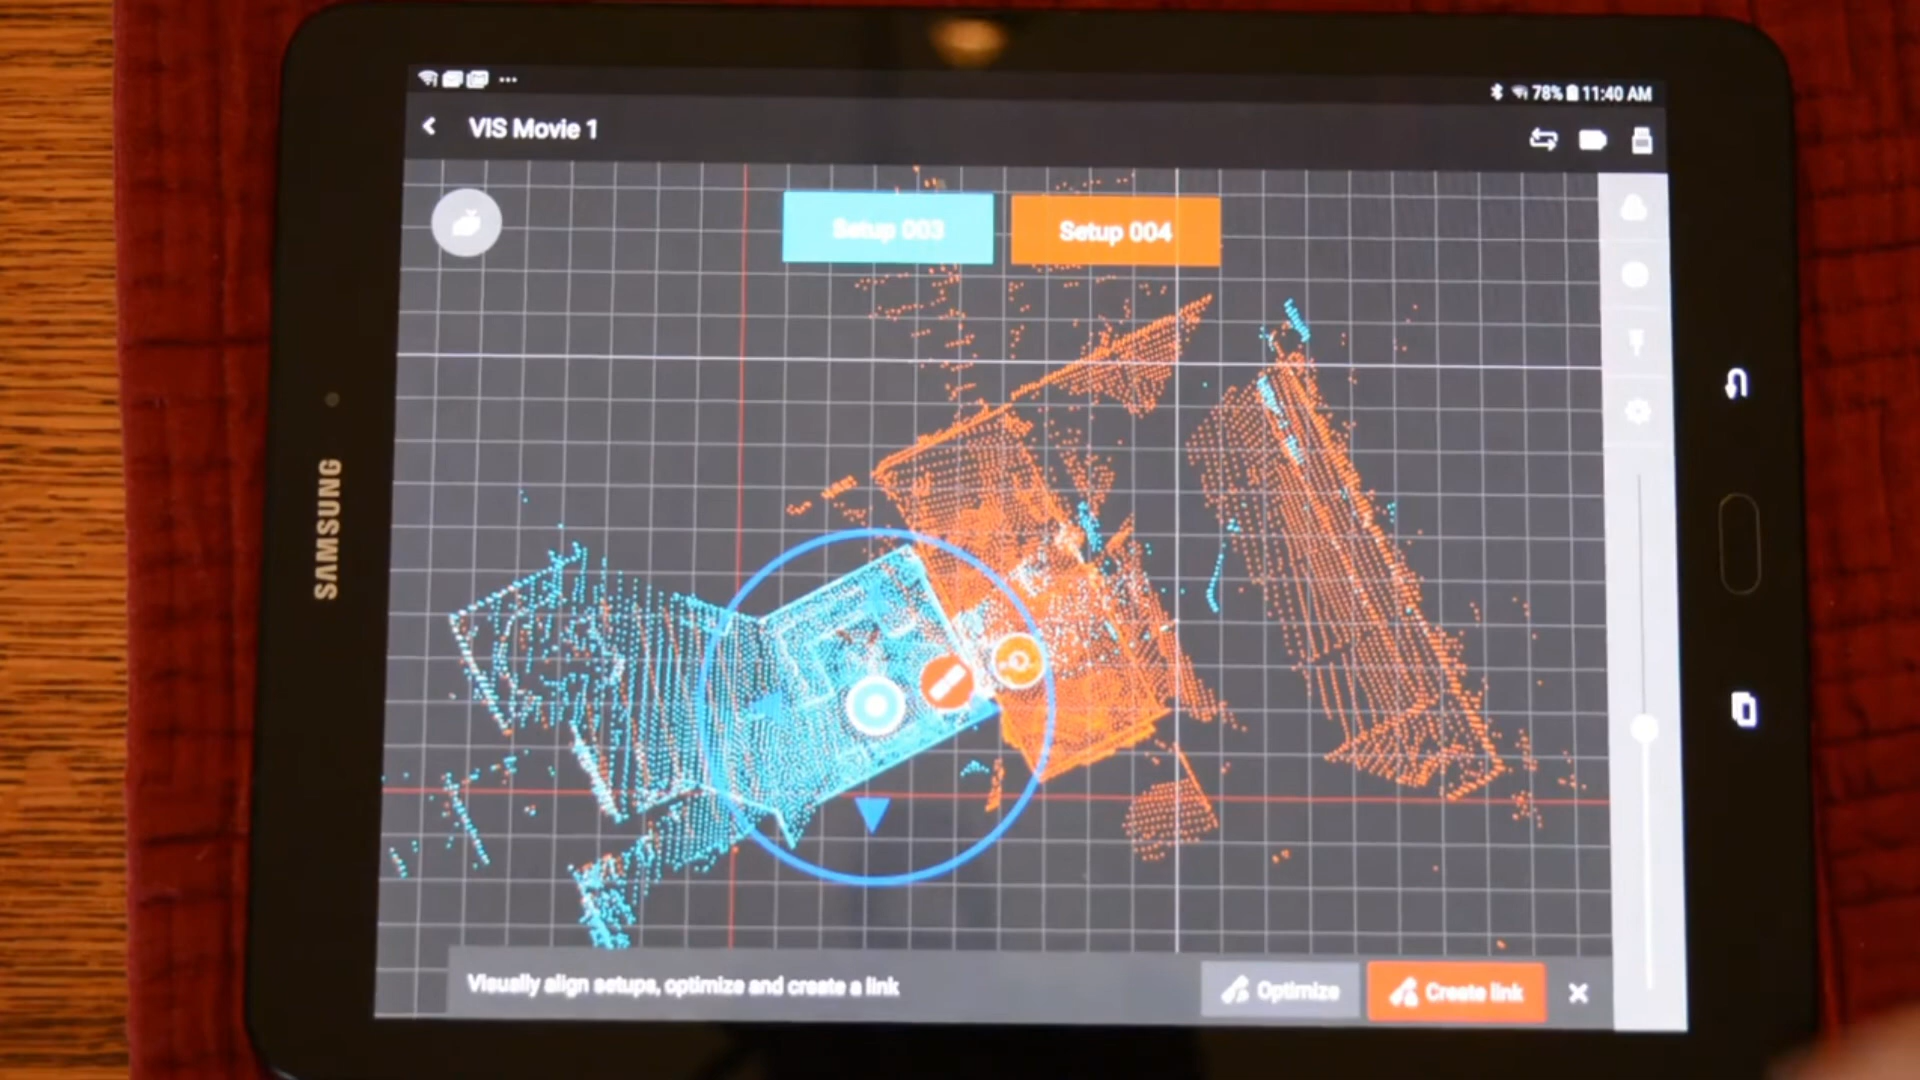 78% 11:40 AM
VIS Movie 1
Setup 003
Setup 004
SAMSUNG
Visually align setups, optimize and create a link
Optimize
Create link